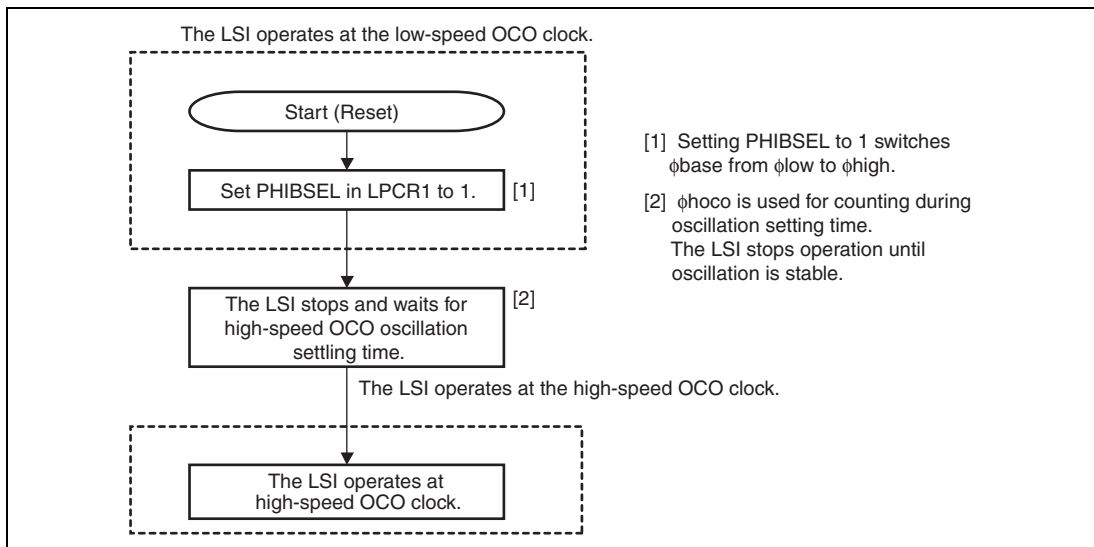 The LSI operates at the low-speed OCO clock.
Start (Reset)
Set PHIBSEL in LPCR1 to 1.
[1]
[1] Setting PHIBSEL to 1 switches
ϕbase from ϕlow to ϕhigh.
[2] ϕhoco is used for counting during
oscillation setting time.
The LSI stops operation until
oscillation is stable.
The LSI stops and waits for
high-speed OCO oscillation
settling time.
[2]
The LSI operates at the high-speed OCO clock.
The LSI operates at
high-speed OCO clock.